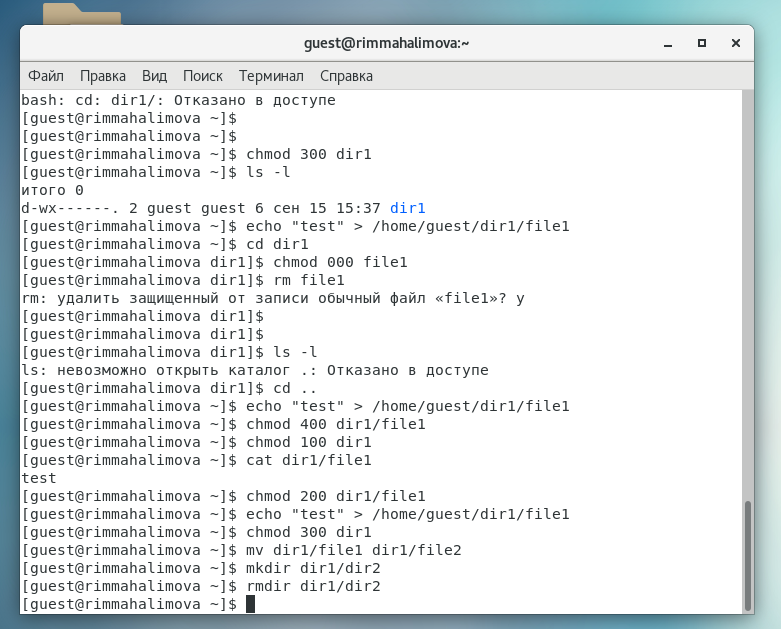 guest@rimmahalimova:~
Файл Правка Вид Поиск Терминал Справка
bash: cd: dir1/: Отказано в доступе
[guest@rimmahalimova ~]$
[guest@rimmahalimova ~]$
[guest@rimmahalimova ~]$ chmod 300 dir1
[guest@rimmahalimova ~]$ ls -l
итого 0
d-wx------. 2 guest guest 6 сен 15 15:37 dir1
[guest@rimmahalimova ~]$ echo "test" > /home/guest/dir1/file1
[guest@rimmahalimova ~]$ cd dir1
[guest@rimmahalimova dir1]$ chmod 000 file1
[guest@rimmahalimova dir1]$ rm file1
rm: удалить защищенный от записи обычный файл «file1»? y
[guest@rimmahalimova dir1]$
[guest@rimmahalimova dir1]$
[guest@rimmahalimova dir1]$ ls -l
ls: невозможно открыть каталог .: Отказано в доступе
[guest@rimmahalimova dir1]$ cd ..
[guest@rimmahalimova ~]$ echo "test" > /home/guest/dir1/file1
[guest@rimmahalimova ~]$ chmod 400 dir1/file1
[guest@rimmahalimova ~]$ chmod 100 dir1
[guest@rimmahalimova ~]$ cat dir1/file1
test
[guest@rimmahalimova ~]$ chmod 200 dir1/file1
[guest@rimmahalimova ~]$ echo "test" > /home/guest/dir1/file1
[guest@rimmahalimova ~]$ chmod 300 dir1
[guest@rimmahalimova ~]$ mv dir1/file1 dir1/file2
[guest@rimmahalimova ~]$ mkdir dir1/dir2
[guest@rimmahalimova ~]$ rmdir dir1/dir2
[guest@rimmahalimova ~]$